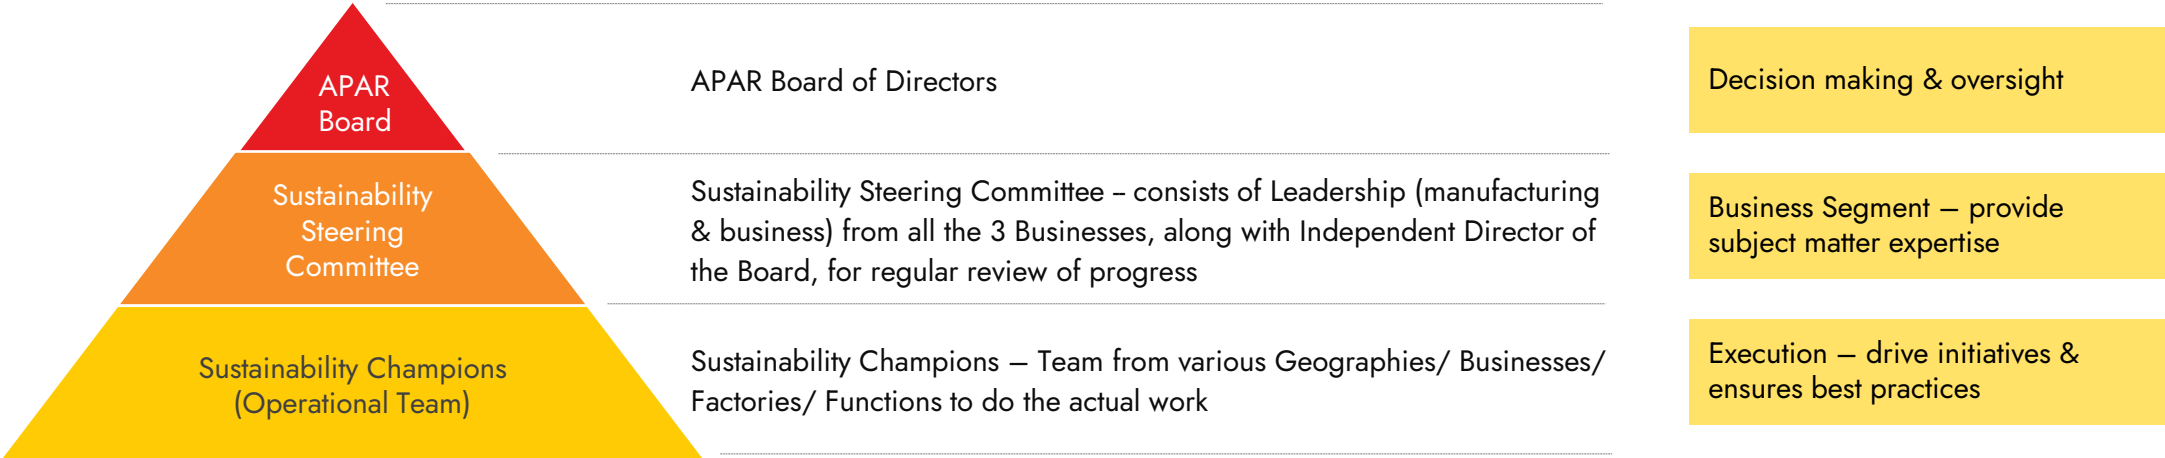 APAR
Board
APAR Board of Directors
Decision making & oversight
Sustainability
Steering
Committee
Sustainability Steering Committee – consists of Leadership (manufacturing
& business) from all the 3 Businesses, along with Independent Director of
the Board, for regular review of progress
Business Segment – provide
subject matter expertise
Sustainability Champions
(Operational Team)
Sustainability Champions – Team from various Geographies/ Businesses/
Factories/ Functions to do the actual work
Execution – drive initiatives &
ensures best practices